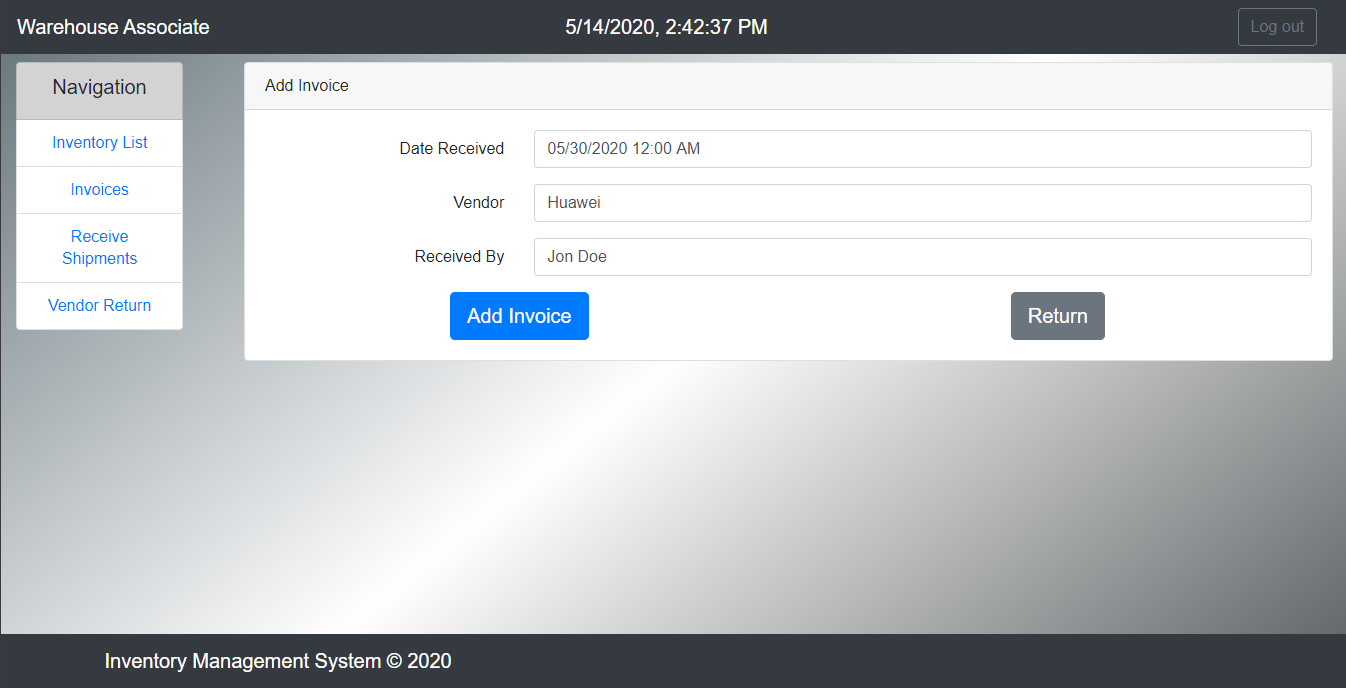 Warehouse Associate
5/14/2020, 2:42:37 PM
Log out
Navigation
Inventory List
Invoices
Receive
Shipments
Vendor Return
Add Invoice
Date Received
05/30/2020 12:00 AM
Vendor
Huawei
Received By
Jon Doe
Add Invoice
Return
Inventory Management System © 2020